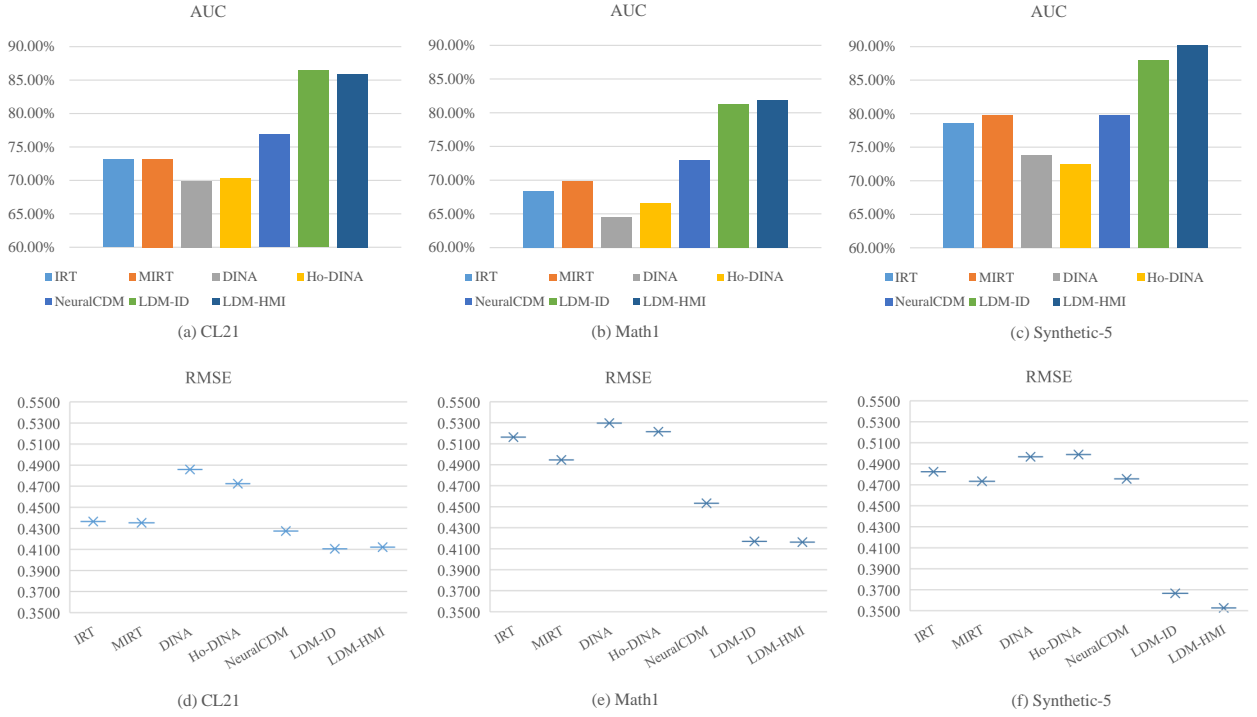 AUC
90.00%
85.00%
80.00%
75.00%
70.00%
65.00%
60.00%
IRT MIRT DINA Ho-DINA
NeuralCDM LDM-ID LDM-HMI
(a) CL21
AUC
90.00%
85.00%
80.00%
75.00%
70.00%
65.00%
60.00%
IRT MIRT DINA Ho-DINA
NeuralCDM LDM-ID LDM-HMI
(b) Math1
AUC
90.00%
85.00%
80.00%
75.00%
70.00%
65.00%
60.00%
IRT MIRT DINA Ho-DINA
NeuralCDM LDM-ID LDM-HMI
(c) Synthetic-5
RMSE
0.5500
0.5300
0.5100
0.4900
0.4700
0.4500
0.4300
0.4100
0.3900
0.3700
0.3500
IRT MIRT DINA Ho-DINA NeuralCDM LDM-ID LDM-HMI
(d) CL21
RMSE
0.5500
0.5300
0.5100
0.4900
0.4700
0.4500
0.4300
0.4100
0.3900
0.3700
0.3500
IRT MIRT DINA Ho-DINA NeuralCDM LDM-ID LDM-HMI
(e) Math1
RMSE
0.5500
0.5300
0.5100
0.4900
0.4700
0.4500
0.4300
0.4100
0.3900
0.3700
0.3500
IRT MIRT DINA Ho-DINA NeuralCDM LDM-ID LDM-HMI
(f) Synthetic-5